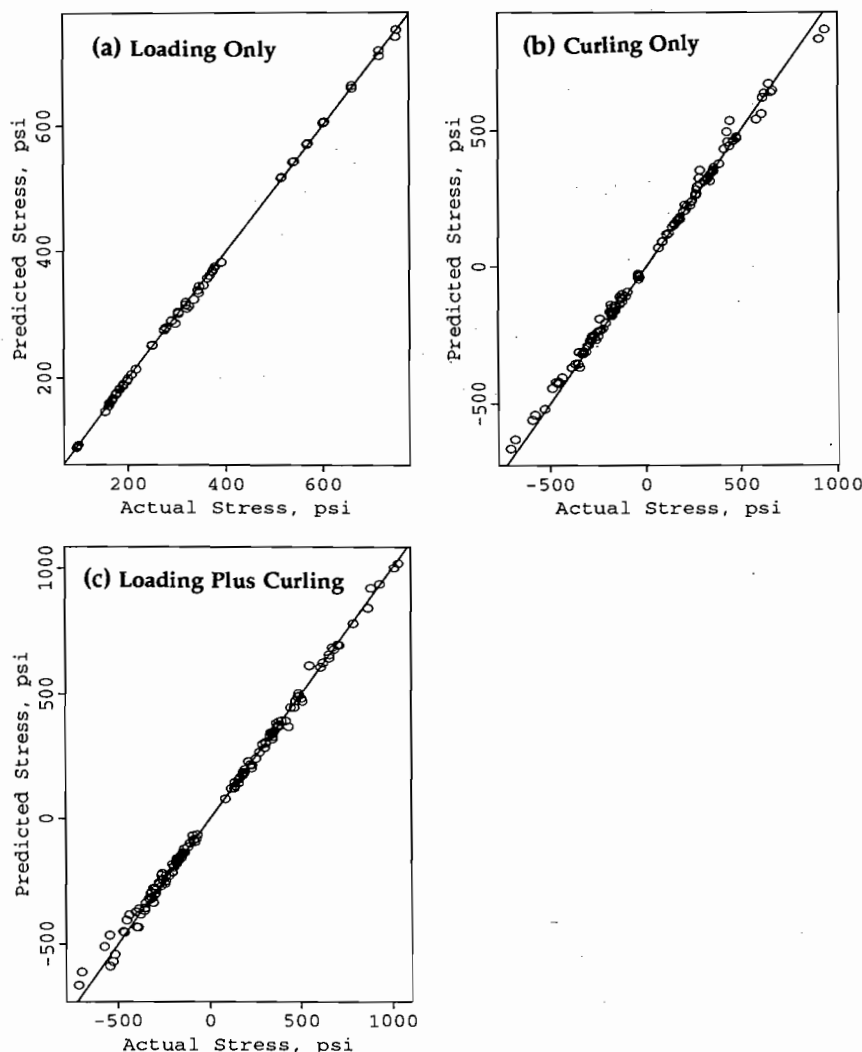 (a) Loading Only
Predicted Stress, psi
600
400
200
200 400 600
Actual Stress, psi
(b) Curling Only
Predicted Stress, psi
500
0
-500
-500 0 500 1000
Actual Stress, psi
(c) Loading Plus Curling
Predicted Stress, psi
1000
500
0
-500
-500 0 500 1000
Actual Stress, psi